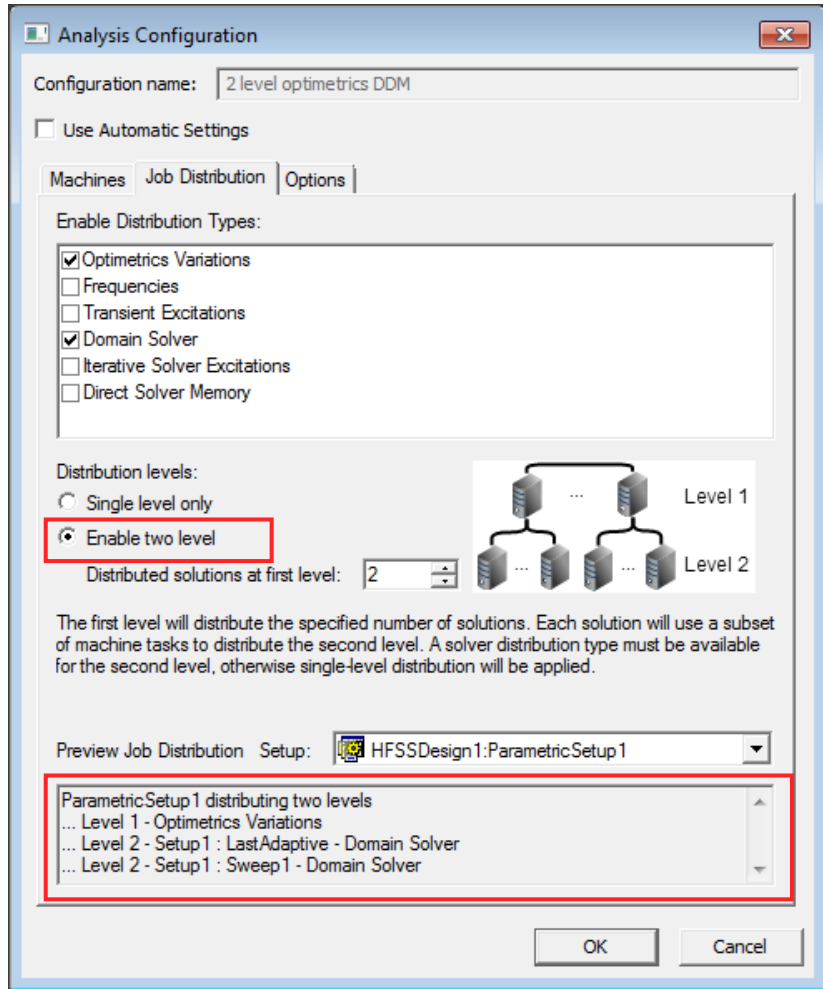 Analysis Configuration
Configuration name: 2 level optimetrics DDM
Use Automatic Settings
Machines Job Distribution Options
Enable Distribution Types:
Optimetrics Variations
Frequencies
Transient Excitations
Domain Solver
Iterative Solver Excitations
Direct Solver Memory
Distribution levels:
Single level only
Enable two level
Distributed solutions at first level: 2
... Level 1
... ... Level 2
The first level will distribute the specified number of solutions. Each solution will use a subset
of machine tasks to distribute the second level. A solver distribution type must be available
for the second level, otherwise single-level distribution will be applied.
Preview Job Distribution Setup: HFSSDesign1:ParametricSetup1
ParametricSetup1 distributing two levels
... Level 1 - Optimetrics Variations
... Level 2 - Setup1 : LastAdaptive - Domain Solver
... Level 2 - Setup1 : Sweep1 - Domain Solver
OK Cancel